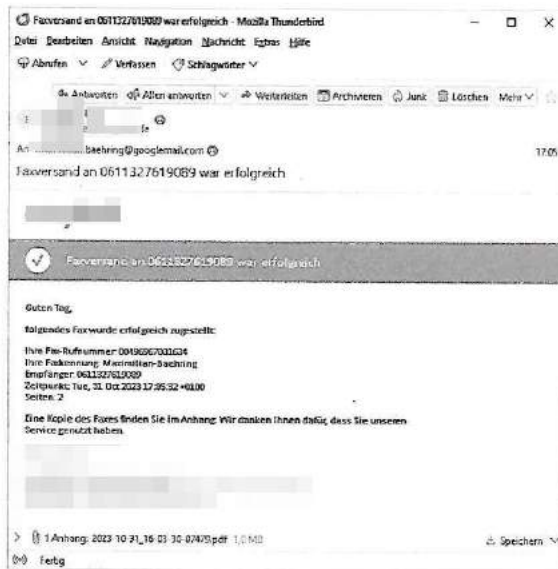 Faxversand an 0611327619089 war erfolgreich - Mozilla Thunderbird
Datei Bearbeiten Ansicht Navigation Nachricht Extras Hilfe
Abrufen Verfassen Schlagwörter
Antworten Allen antworten Weiterleiten Archivieren Junk Löschen Mehr
An baehring@googlemail.com 17:05
Faxversand an 0611327619089 war erfolgreich
Faxversand an 0611327619089 war erfolgreich
Guten Tag,
folgendes Fax wurde erfolgreich zugestellt:
Ihre Fax-Rufnummer:
Ihre Faxkennung: Maximilian-Baehring
Empfänger: 0611327619089
Zeitpunkt: Tue, 31 Oct 2023 17:05:32 +0100
Seiten: 2
Eine Kopie des Faxes finden Sie im Anhang. Wir danken Ihnen dafür, dass Sie unseren
Service genutzt haben.
1 Anhang: 2023-10-31_16-03-30-07479.pdf 1,0 MB Speichern
Fertig